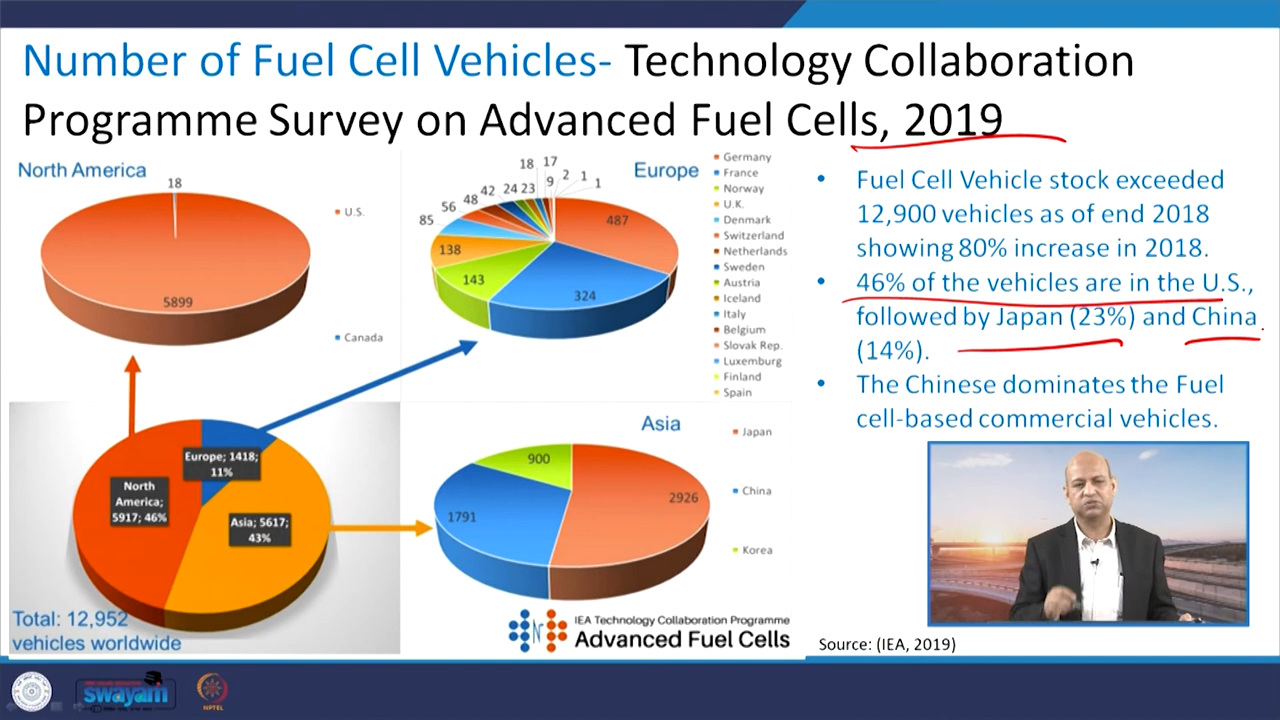 Number of Fuel Cell Vehicles- Technology Collaboration
Programme Survey on Advanced Fuel Cells, 2019
North America
18
U.S.
5899
Canada
Europe
487
324
143
138
85
56
48
42
24
23
18
9
17
2
1
1
Germany
France
Norway
U.K.
Denmark
Switzerland
Netherlands
Sweden
Austria
Iceland
Italy
Belgium
Slovak Rep.
Luxemburg
Finland
Spain
Europe; 1418;
11%
North
America;
5917; 46%
Asia; 5617;
43%
Total: 12,952
vehicles worldwide
Asia
900
2926
1791
Japan
China
Korea
IEA Technology Collaboration Programme
Advanced Fuel Cells
• Fuel Cell Vehicle stock exceeded
12,900 vehicles as of end 2018
showing 80% increase in 2018.
• 46% of the vehicles are in the U.S.,
followed by Japan (23%) and China
(14%).
• The Chinese dominates the Fuel
cell-based commercial vehicles.
Source: (IEA, 2019)
swayam
NPTEL